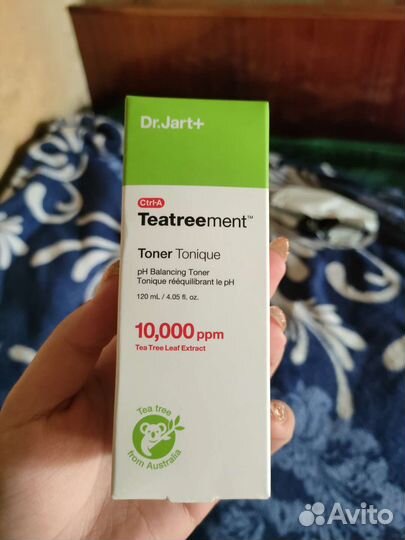 Dr.Jart+
Ctrl-A
Teatreement™
Toner Tonique
pH Balancing Toner
Tonique rééquilibrant le pH
120 mL / 4.05 fl. oz.
10,000 ppm
Tea Tree Leaf Extract
Tea tree
from Australia
Avito